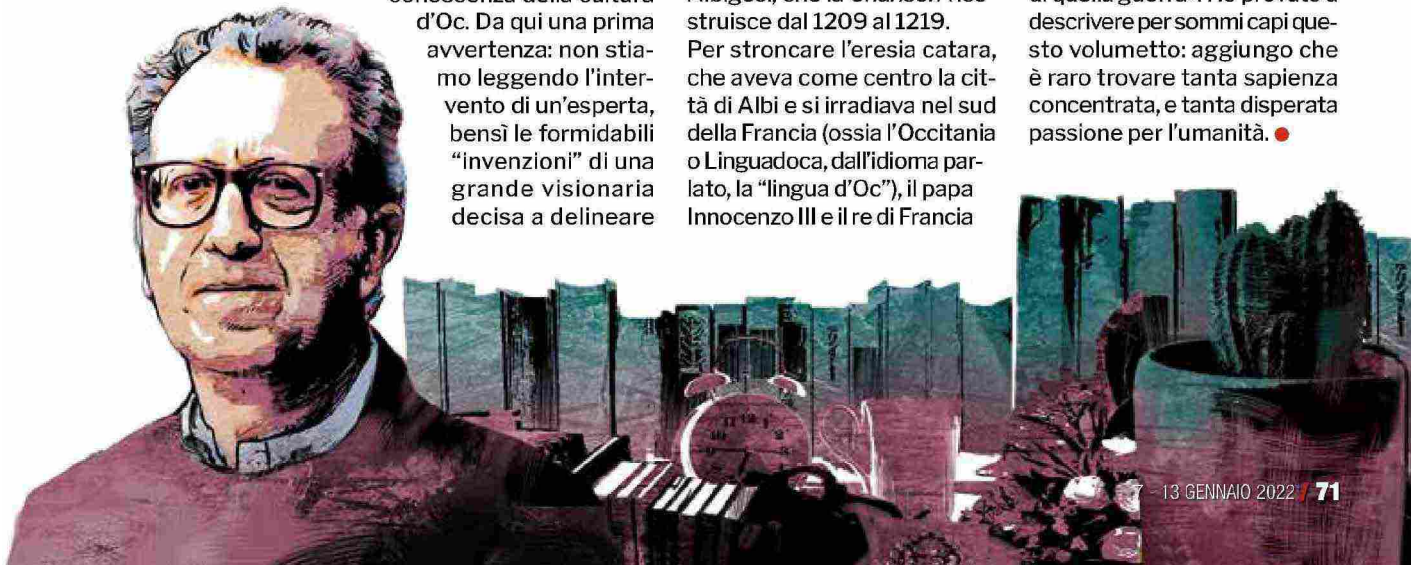 d'Oc. Da qui una prima
avvertenza: non stia-
mo leggendo l'inter-
vento di un'esperta,
bensì le formidabili
“invenzioni” di una
grande visionaria
decisa a delineare
struisce dal 1209 al 1219.
Per stroncare l'eresia catara,
che aveva come centro la cit-
tà di Albi e si irradiava nel sud
della Francia (ossia l'Occitania
o Linguadoca, dall'idioma par-
lato, la “lingua d'Oc”), il papa
Innocenzo III e il re di Francia
descrivere per sommi capi que-
sto volumetto: aggiungo che
è raro trovare tanta sapienza
concentrata, e tanta disperata
passione per l'umanità.
7 - 13 GENNAIO 2022 / 71